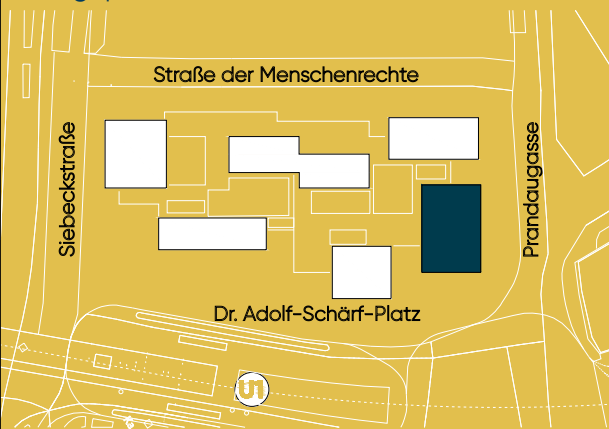 Straße der Menschenrechte
Siebeckstraße
Prandaugasse
Dr. Adolf-Schärf-Platz
U1